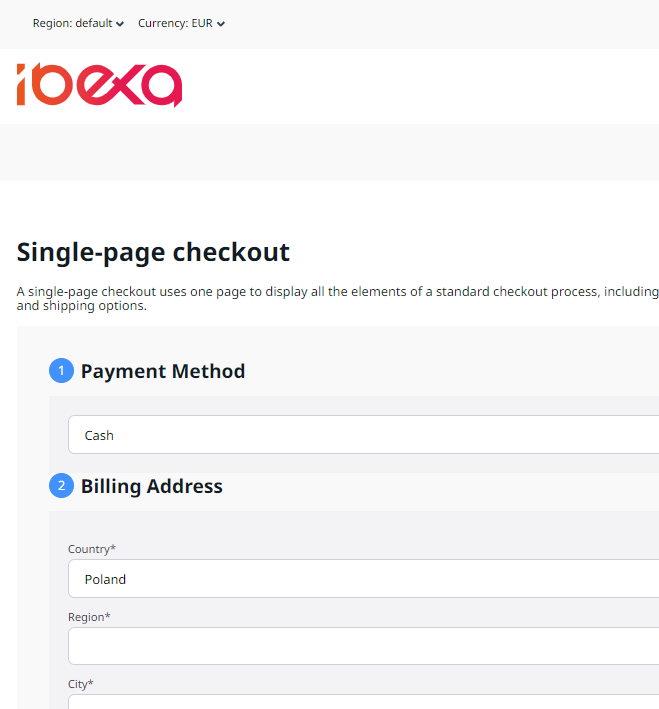 Region: default Currency: EUR
ibexa
Single-page checkout
A single-page checkout uses one page to display all the elements of a standard checkout process, including
and shipping options.
1 Payment Method
Cash
2 Billing Address
Country*
Poland
Region*
City*